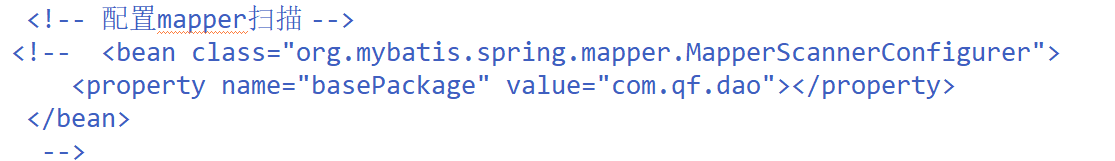 <!-- 配置mapper扫描 -->
<!--  <bean class="org.mybatis.spring.mapper.MapperScannerConfigurer">
<property name="basePackage" value="com.qf.dao"></property>
</bean>
-->